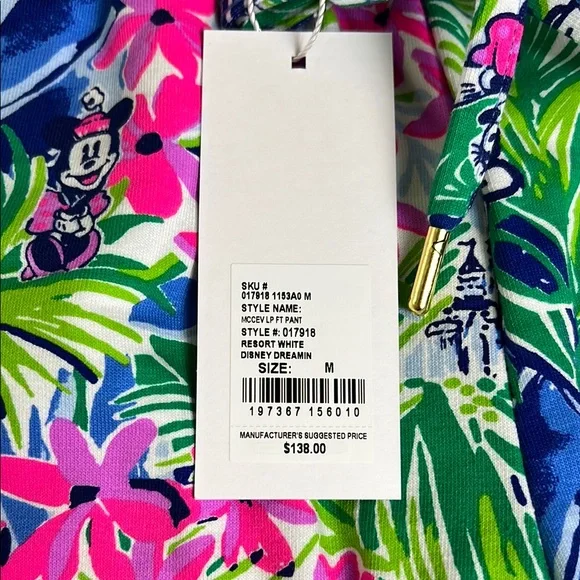 SKU #
017918 1153A0 M
STYLE NAME:
MCCEV LP FT PANT
STYLE #: 017918
RESORT WHITE
DISNEY DREAMIN
SIZE: M
197367 156010
MANUFACTURER'S SUGGESTED PRICE
$138.00